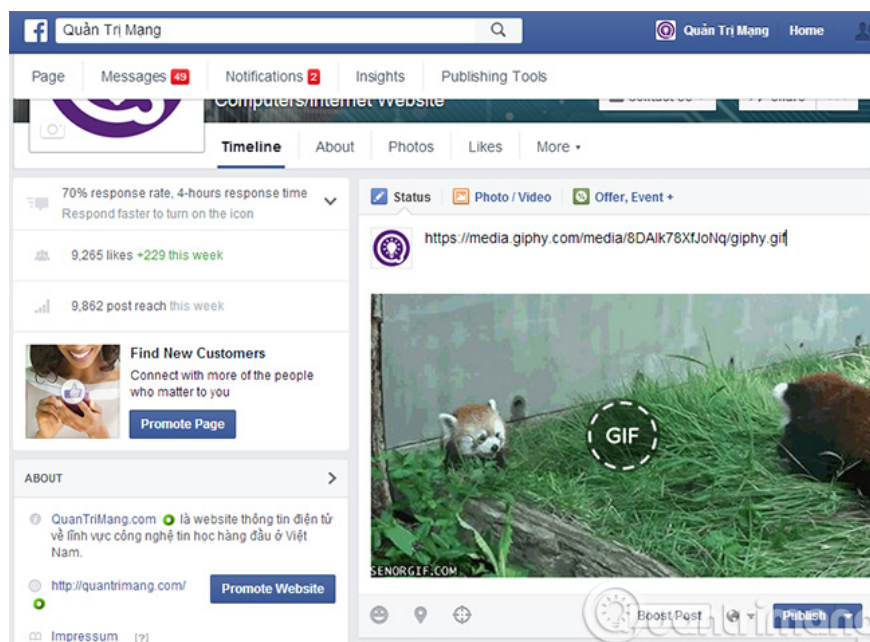 Quản Trị Mạng
Quản Trị Mạng Home
Page Messages 49 Notifications 2 Insights Publishing Tools
Computers/Internet Website
Contact Us Share
Timeline About Photos Likes More
70% response rate, 4-hours response time
Respond faster to turn on the icon
9,265 likes +229 this week
9,862 post reach this week
Find New Customers
Connect with more of the people
who matter to you
Promote Page
ABOUT
QuanTriMang.com là website thông tin điện tử
về lĩnh vực công nghệ tin học hàng đầu ở Việt
Nam.
http://quantrimang.com/
Promote Website
Impressum [?]
Status Photo / Video Offer, Event +
https://media.giphy.com/media/8DAlk78XfJoNq/giphy.gif
GIF
SENORGIF.COM
Boost Post Publish
Quantrimang